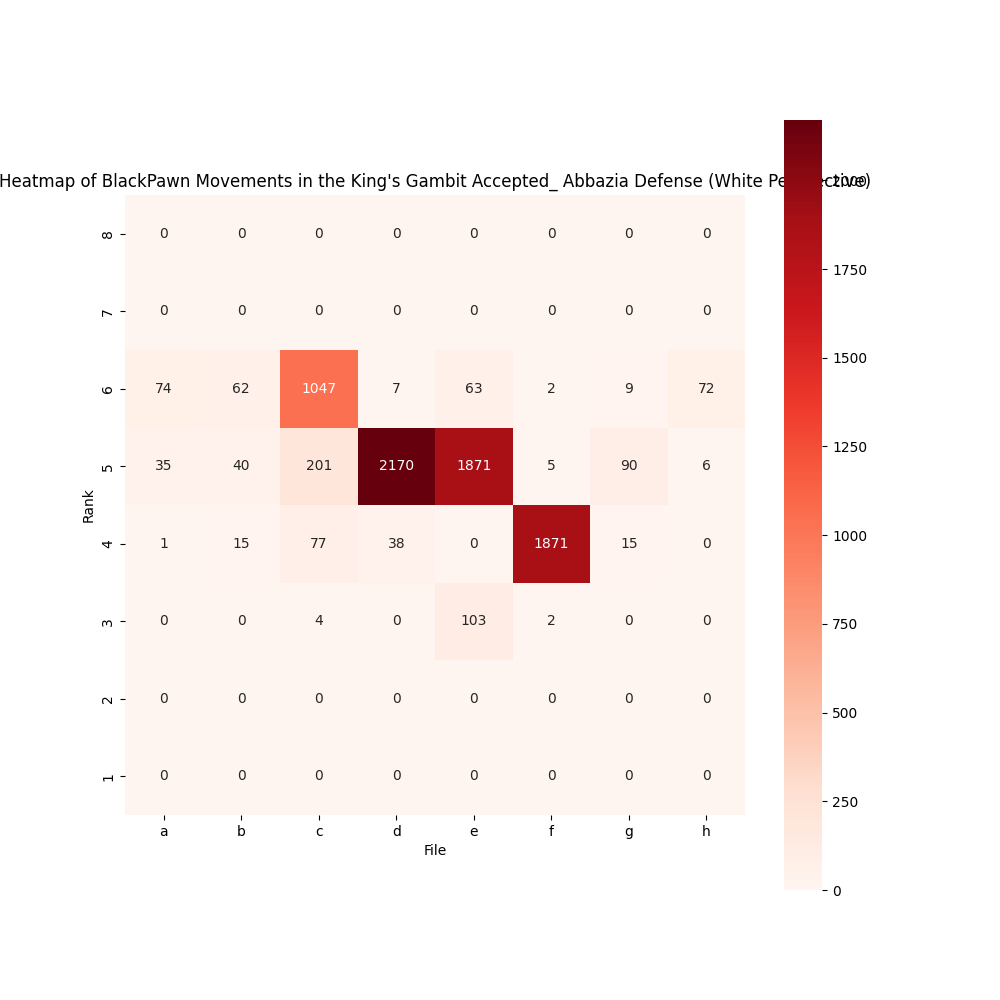 Heatmap of BlackPawn Movements in the King's Gambit Accepted_ Abbazia Defense (White Perspective)
2000
8 0 0 0 0 0 0 0 0
1750
7 0 0 0 0 0 0 0 0
1500
6 74 62 1047 7 63 2 9 72
1250
5 35 40 201 2170 1871 5 90 6
Rank
1000
4 1 15 77 38 0 1871 15 0
750
3 0 0 4 0 103 2 0 0
500
2 0 0 0 0 0 0 0 0
1 0 0 0 0 0 0 0 0
250
a b c d e f g h
File
0